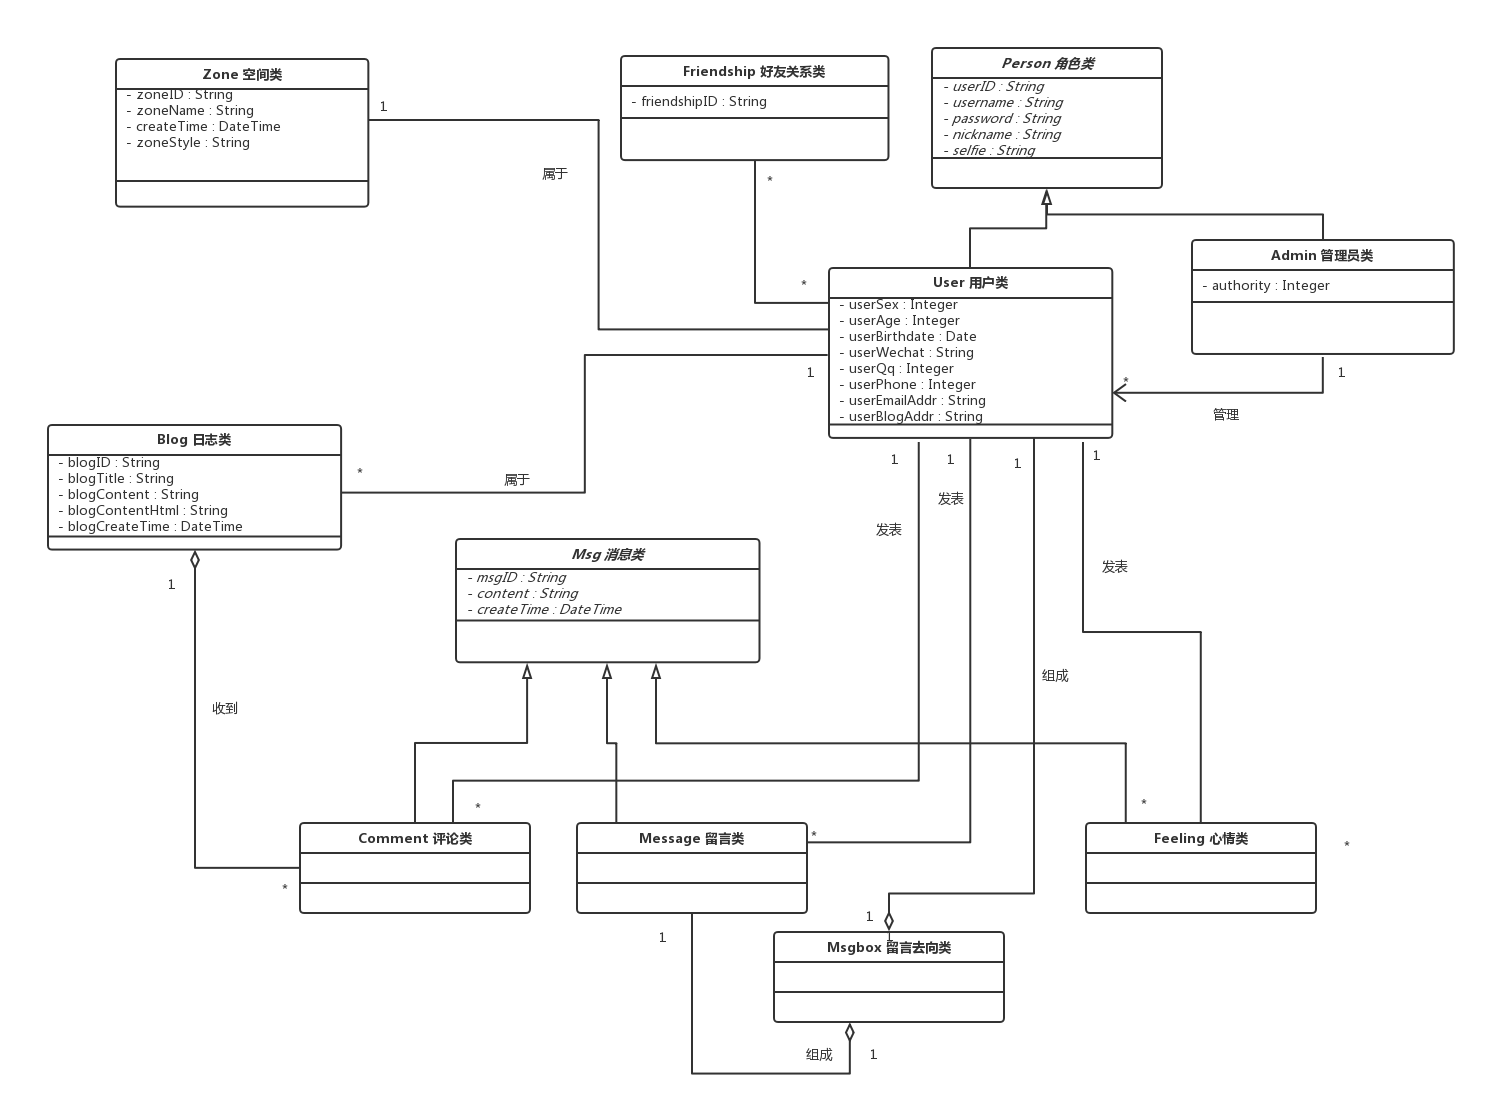 Zone 空间类
- zoneID : String
- zoneName : String
- createTime : DateTime
- zoneStyle : String
1
属于
Friendship 好友关系类
- friendshipID : String
*
*
Person 角色类
- userID : String
- username : String
- password : String
- nickname : String
- selfie : String
Admin 管理员类
- authority : Integer
1
*
管理
User 用户类
- userSex : Integer
- userAge : Integer
- userBirthdate : Date
- userWechat : String
- userQq : Integer
- userPhone : Integer
- userEmailAddr : String
- userBlogAddr : String
1
Blog 日志类
- blogID : String
- blogTitle : String
- blogContent : String
- blogContentHtml : String
- blogCreateTime : DateTime
*
属于
1
1
1
1
发表
发表
发表
组成
Msg 消息类
- msgID : String
- content : String
- createTime : DateTime
1
收到
*
*
Comment 评论类
Message 留言类
*
*
Feeling 心情类
*
1
1
1
Msgbox 留言去向类
组成
1